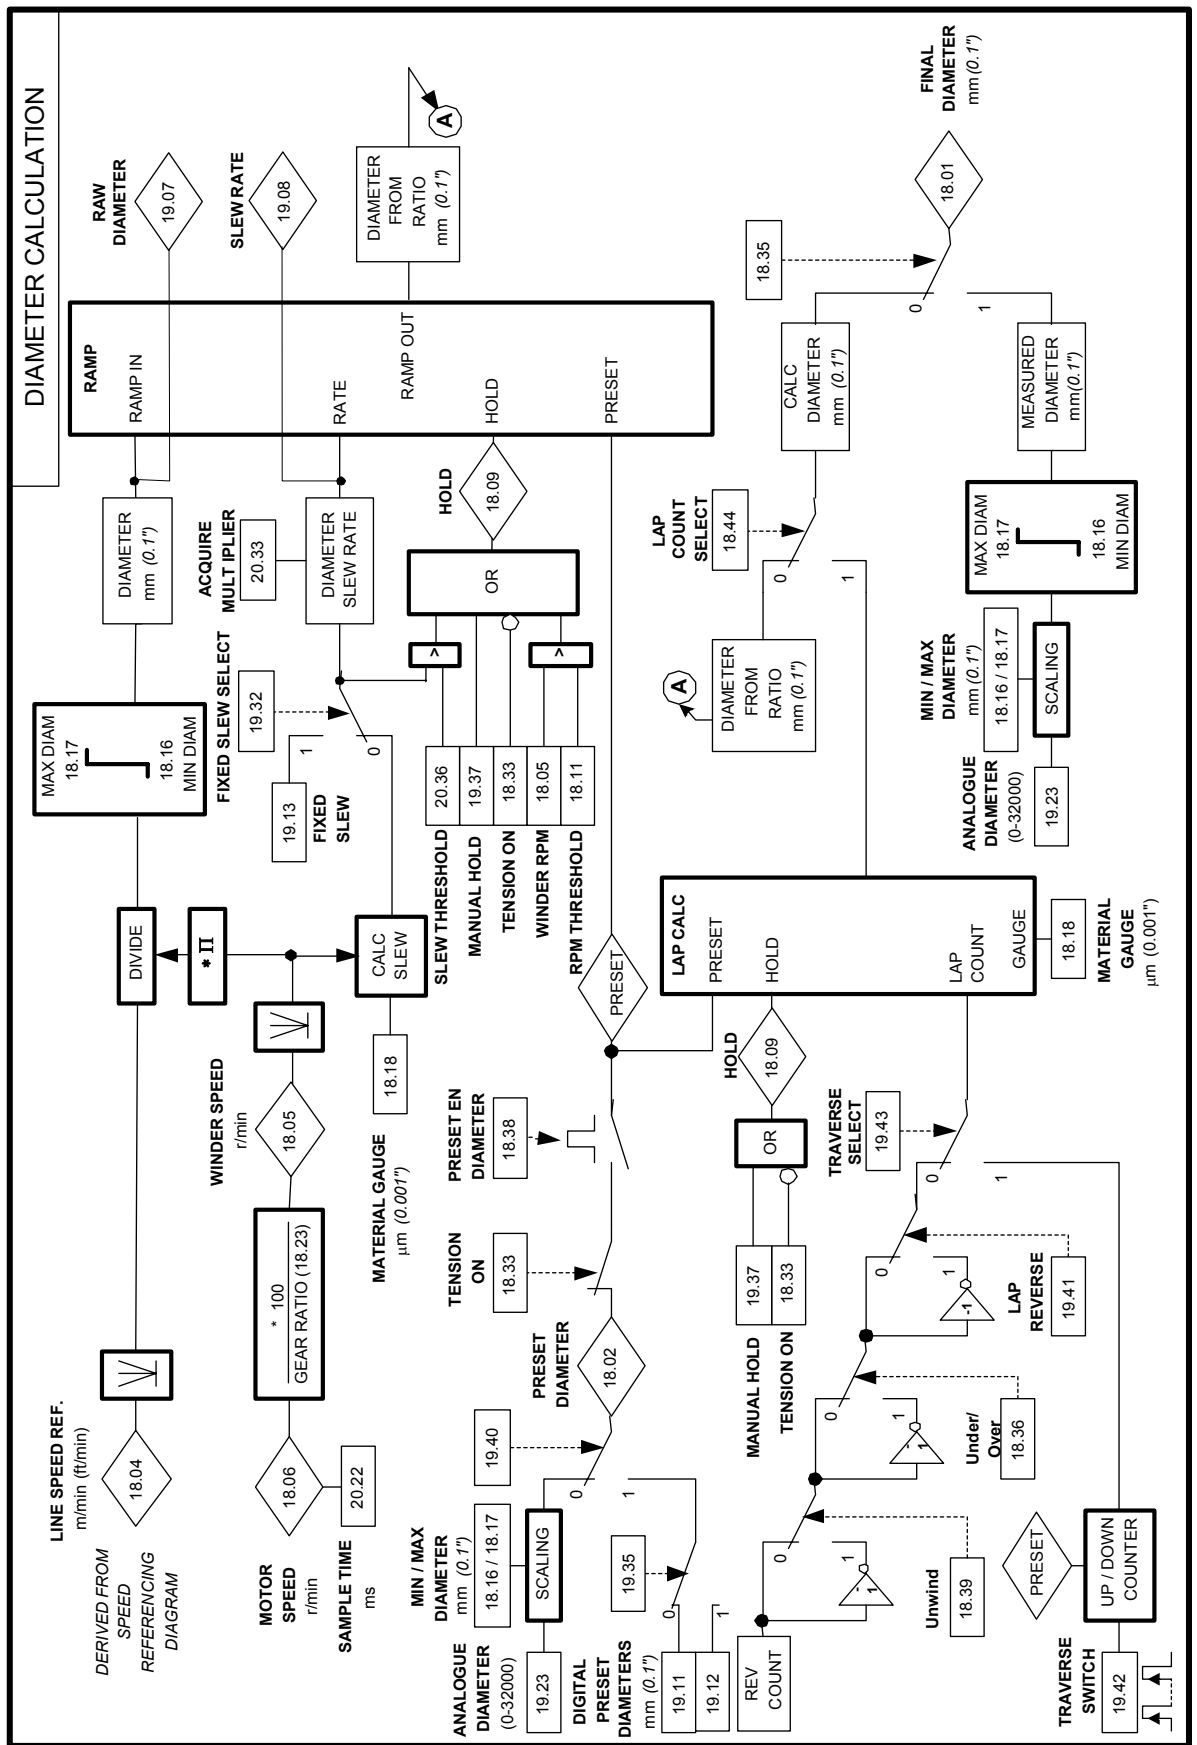 DIAMETER CALCULATION
DERIVED FROM
SPEED
REFERENCING
DIAGRAM
LINE SPEED REF.
m/min (ft/min)
18.04
DIVIDE
MAX DIAM
18.17
18.16
MIN DIAM
DIAMETER
mm (0.1")
RAW
DIAMETER
19.07
RAMP
RAMP IN
RATE
RAMP OUT
HOLD
PRESET
* Π
MOTOR
SPEED
r/min
18.06
SAMPLE TIME
ms
20.22
* 100
GEAR RATIO (18.23)
WINDER SPEED
r/min
18.05
CALC
SLEW
18.18
MATERIAL GAUGE
µm (0.001")
19.13
FIXED
SLEW
1
0
FIXED SLEW SELECT
19.32
ACQUIRE
MULT IPLIER
20.33
DIAMETER
SLEW RATE
SLEW RATE
19.08
DIAMETER
FROM
RATIO
mm (0.1")
A
SLEW THRESHOLD
20.36
MANUAL HOLD
19.37
TENSION ON
18.33
WINDER RPM
18.05
RPM THRESHOLD
18.11
>
>
OR
HOLD
18.09
ANALOGUE
DIAMETER
(0-32000)
19.23
MIN / MAX
DIAMETER
mm (0.1")
18.16 / 18.17
SCALING
19.40
0
1
DIGITAL
PRESET
DIAMETERS
mm (0.1")
19.11
19.12
0
1
19.35
PRESET
DIAMETER
18.02
TENSION
ON
18.33
PRESET EN
DIAMETER
18.38
PRESET
LAP CALC
PRESET
HOLD
LAP
COUNT
GAUGE
18.18
MATERIAL
GAUGE
µm (0.001")
MANUAL HOLD
19.37
TENSION ON
18.33
OR
HOLD
18.09
REV
COUNT
0
1
-1
Unwind
18.39
0
1
-
1
Under/
Over
18.36
0
1
-1
LAP
REVERSE
19.41
0
1
TRAVERSE
SELECT
19.43
TRAVERSE
SWITCH
19.42
UP / DOWN
COUNTER
PRESET
A
DIAMETER
FROM
RATIO
mm (0.1")
LAP
COUNT
SELECT
18.44
0
1
CALC
DIAMETER
mm (0.1")
18.35
0
1
FINAL
DIAMETER
mm (0.1")
18.01
ANALOGUE
DIAMETER
(0-32000)
19.23
MIN / MAX
DIAMETER
mm (0.1")
18.16 / 18.17
SCALING
MAX DIAM
18.17
18.16
MIN DIAM
MEASURED
DIAMETER
mm(0.1")